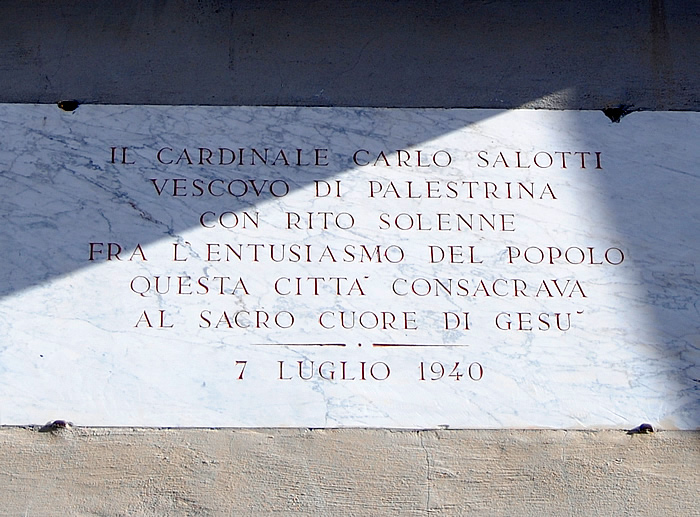 IL CARDINALE CARLO SALOTTI
VESCOVO DI PALESTRINA
CON RITO SOLENNE
FRA L'ENTUSIASMO DEL POPOLO
QUESTA CITTA' CONSACRAVA
AL SACRO CUORE DI GESU'
7 LUGLIO 1940